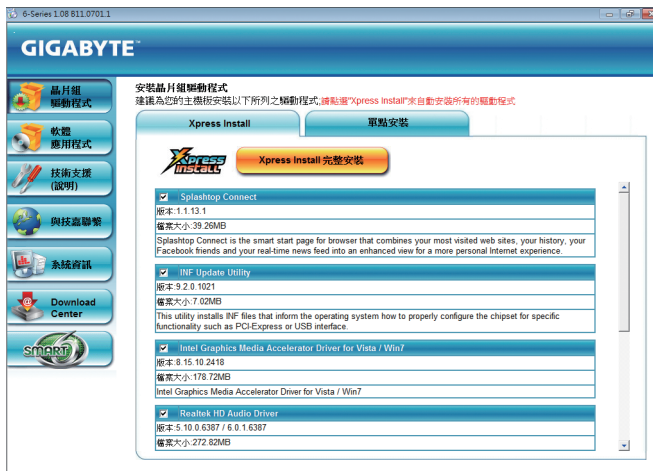 6-Series 1.08 B11.0701.1
GIGABYTE™
晶片組
驅動程式
軟體
應用程式
技術支援
(說明)
與技嘉聯繫
系統資訊
Download
Center
SMART 6
安裝晶片組驅動程式
建議為您的主機板安裝以下所列之驅動程式;請點選"Xpress Install"來自動安裝所有的驅動程式
Xpress Install
單點安裝
Xpress Install
Xpress Install 完整安裝
Splashtop Connect
版本:1.1.13.1
檔案大小:39.26MB
Splashtop Connect is the smart start page for browser that combines your most visited web sites, your history, your
Facebook friends and your real-time news feed into an enhanced view for a more personal Internet experience.
INF Update Utility
版本:9.2.0.1021
檔案大小:7.02MB
This utility installs INF files that inform the operating system how to properly configure the chipset for specific
functionality such as PCI-Express or USB interface.
Intel Graphics Media Accelerator Driver for Vista / Win7
版本:8.15.10.2418
檔案大小:178.72MB
Intel Graphics Media Accelerator Driver for Vista / Win7
Realtek HD Audio Driver
版本:5.10.0.6387 / 6.0.1.6387
檔案大小:272.82MB